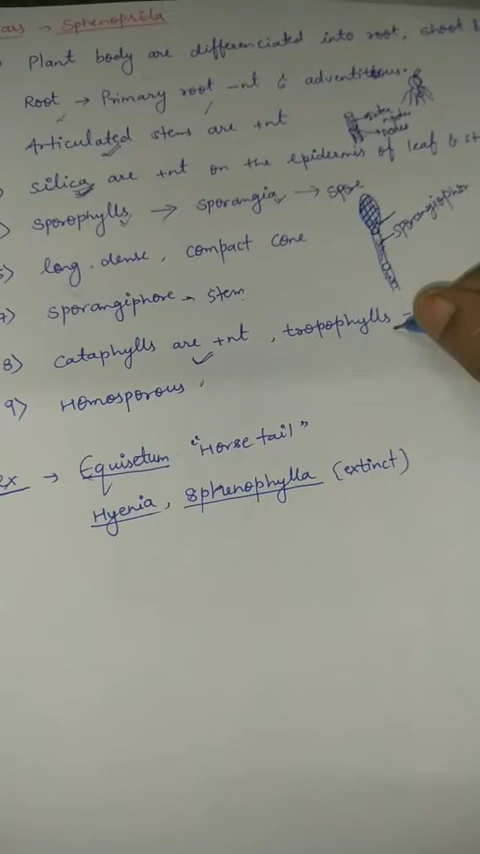 → Sphenopsida
Plant body are differenciated into root, shoot
Root → Primary root -nt & adventitious.
Articulated stems are +nt
nodes
Silica are +nt on the epidermis of leaf & st
Sporophylls → sporangia → spore
sporangiophor
long, dense, compact cone
7) Sporangiphore - stem
8) Cataphylls are +nt, tropophylls -
9) Homosporous,
Ex → Equisetum "Horse tail"
Hyenia, Sphenophylla (extinct)